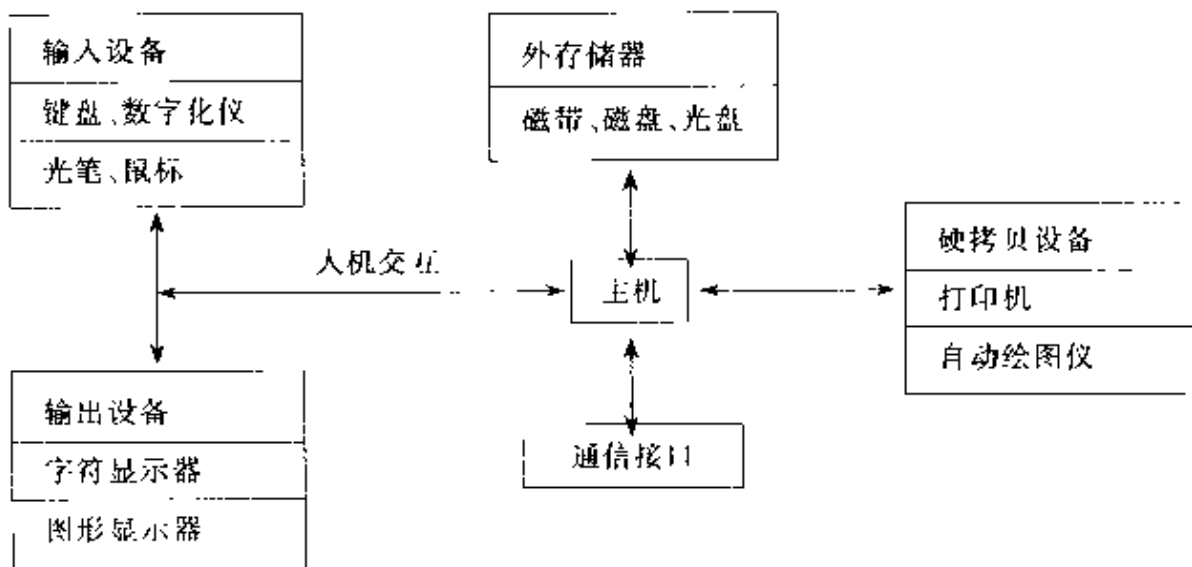 输入设备
键盘、数字化仪
光笔、鼠标
外存储器
磁带、磁盘、光盘
人机交互
主机
硬拷贝设备
打印机
自动绘图仪
输出设备
字符显示器
图形显示器
通信接口